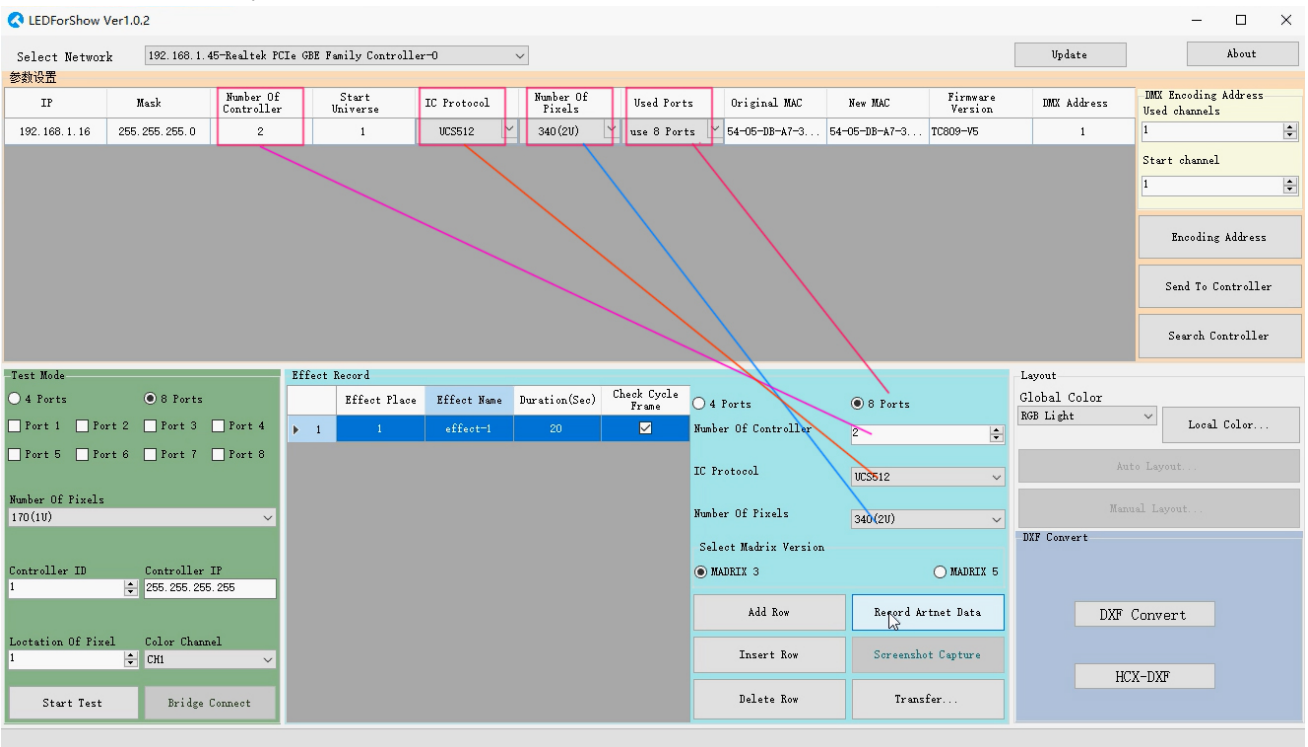 LEDForShow Ver1.0.2
Select Network 192.168.1.45-Realtek PCIe GBE Family Controller-0 Update About
参数设置
IP Mask Number Of Controller Start Universe IC Protocol Number Of Pixels Used Ports Original MAC New MAC Firmware Version DMX Address
192.168.1.16 255.255.255.0 2 1 UCS512 340(2U) use 8 Ports 54-05-DB-A7-3... 54-05-DB-A7-3... TC809-V5 1
DMX Encoding Address
Used channels
1
Start channel
1
Encoding Address
Send To Controller
Search Controller
Test Mode
4 Ports 8 Ports
Port 1 Port 2 Port 3 Port 4
Port 5 Port 6 Port 7 Port 8
Number Of Pixels
170(1U)
Controller ID Controller IP
1 255.255.255.255
Loctation Of Pixel Color Channel
1 CH1
Start Test Bridge Connect
Effect Record
Effect Place Effect Name Duration(Sec) Check Cycle Frame
1 1 effect-1 20
4 Ports 8 Ports
Number Of Controller 2
IC Protocol UCS512
Number Of Pixels 340(2U)
Select Madrix Version
MADRIX 3 MADRIX 5
Add Row Record Artnet Data
Insert Row Screenshot Capture
Delete Row Transfer...
Layout
Global Color
RGB Light Local Color...
Auto Layout...
Manual Layout...
DXF Convert
DXF Convert
HCX-DXF